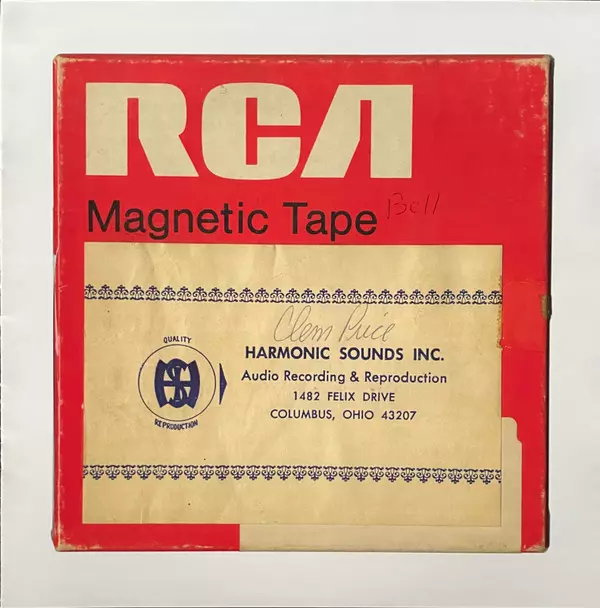 RCA
Magnetic Tape Bell
Clem Price
QUALITY
HSI
REPRODUCTION
HARMONIC SOUNDS INC.
Audio Recording & Reproduction
1482 FELIX DRIVE
COLUMBUS, OHIO 43207